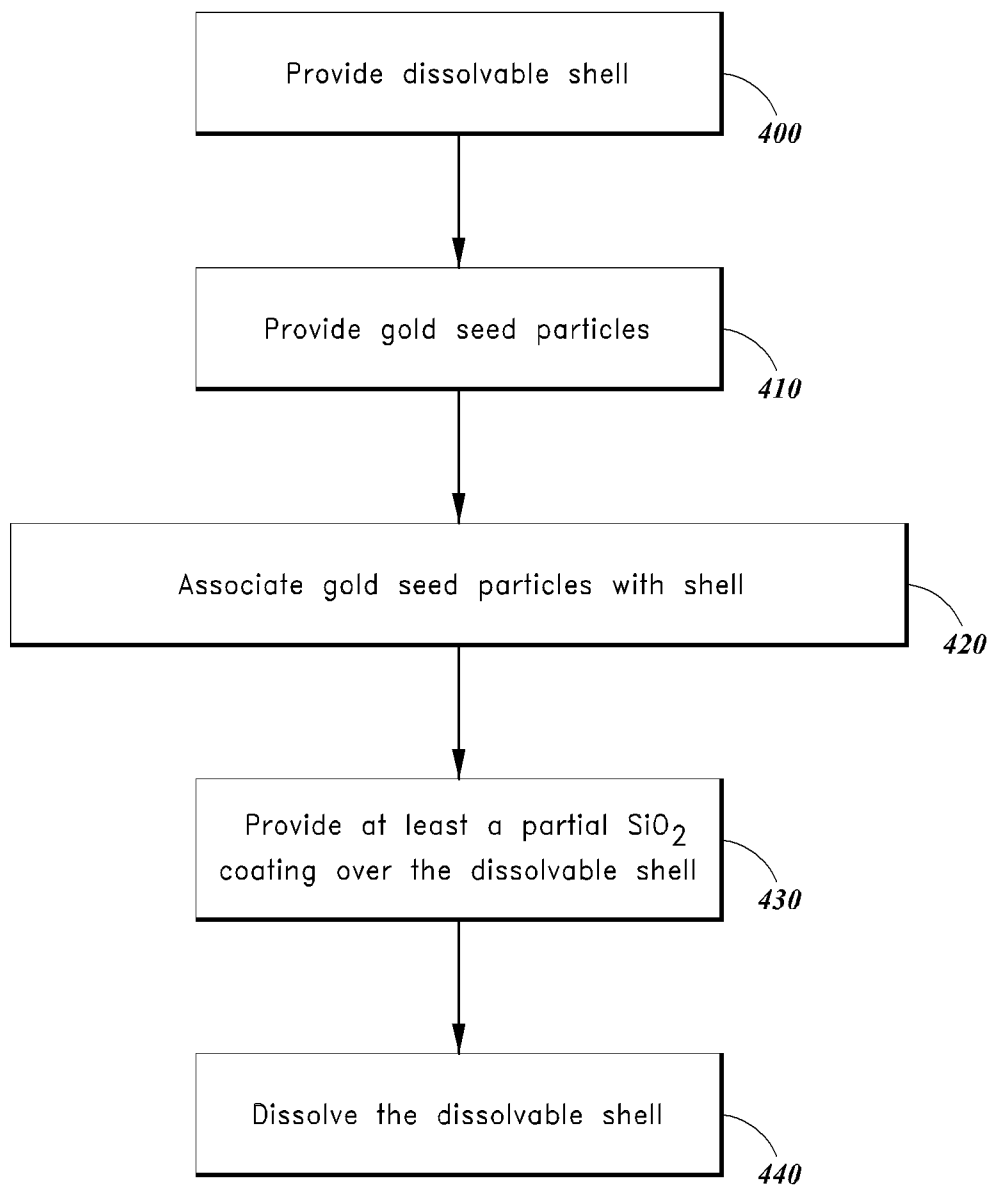 Provide dissolvable shell
400
Provide gold seed particles
410
Associate gold seed particles with shell
420
Provide at least a partial SiO₂
coating over the dissolvable shell
430
Dissolve the dissolvable shell
440